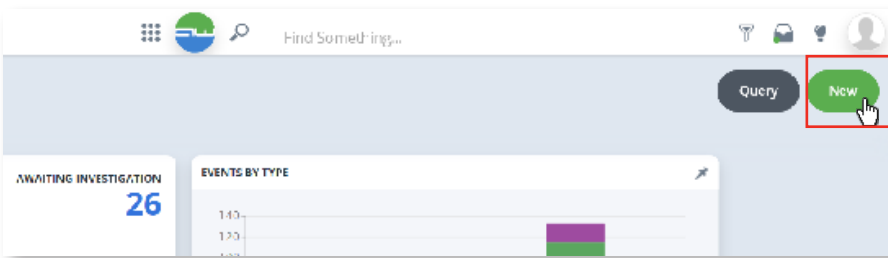 Find Something...
Query
New
AWAITING INVESTIGATION
26
EVENTS BY TYPE
140
120